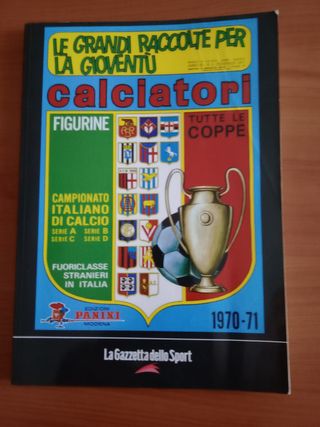 LE GRANDI RACCOLTE PER
LA GIOVENTÙ
calciatori
FIGURINE
TUTTE LE
COPPE
CAMPIONATO
ITALIANO
DI CALCIO
SERIE A SERIE B
SERIE C SERIE D
FUORICLASSE
STRANIERI
IN ITALIA
EDIZIONI
PANINI
MODENA
1970-71
La Gazzetta dello Sport